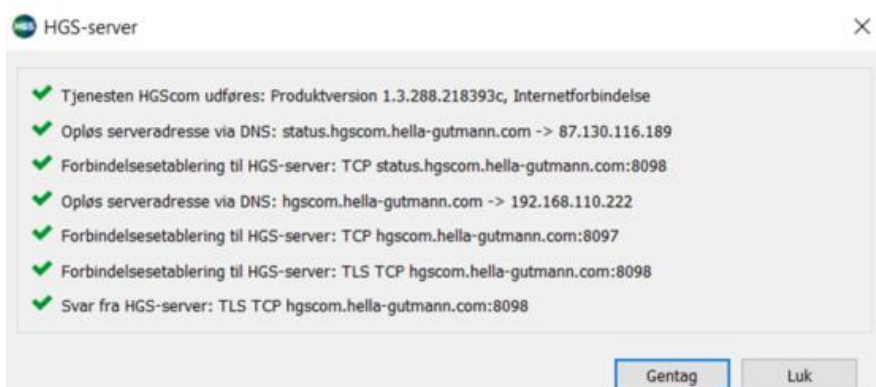 HGS HGS-server
Tjenesten HGScom udføres: Produktversion 1.3.288.218393c, Internetforbindelse
Opløs serveradresse via DNS: status.hgscom.hella-gutmann.com -> 87.130.116.189
Forbindelsesetablering til HGS-server: TCP status.hgscom.hella-gutmann.com:8098
Opløs serveradresse via DNS: hgscom.hella-gutmann.com -> 192.168.110.222
Forbindelsesetablering til HGS-server: TCP hgscom.hella-gutmann.com:8097
Forbindelsesetablering til HGS-server: TLS TCP hgscom.hella-gutmann.com:8098
Svar fra HGS-server: TLS TCP hgscom.hella-gutmann.com:8098
Gentag Luk